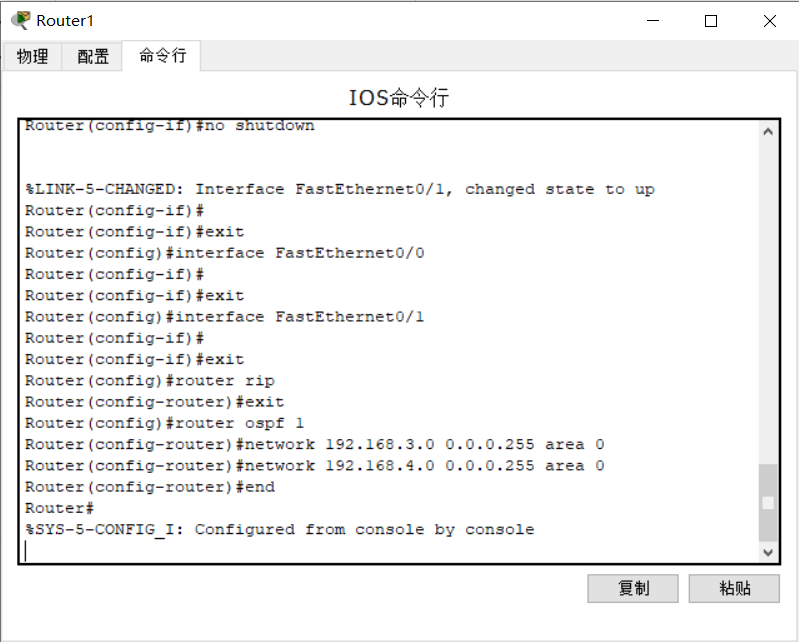 Router1
物理 配置 命令行
IOS命令行
Router(config-if)#no shutdown
%LINK-5-CHANGED: Interface FastEthernet0/1, changed state to up
Router(config-if)#
Router(config-if)#exit
Router(config)#interface FastEthernet0/0
Router(config-if)#
Router(config-if)#exit
Router(config)#interface FastEthernet0/1
Router(config-if)#
Router(config-if)#exit
Router(config)#router rip
Router(config-router)#exit
Router(config)#router ospf 1
Router(config-router)#network 192.168.3.0 0.0.0.255 area 0
Router(config-router)#network 192.168.4.0 0.0.0.255 area 0
Router(config-router)#end
Router#
%SYS-5-CONFIG_I: Configured from console by console
复制 粘贴